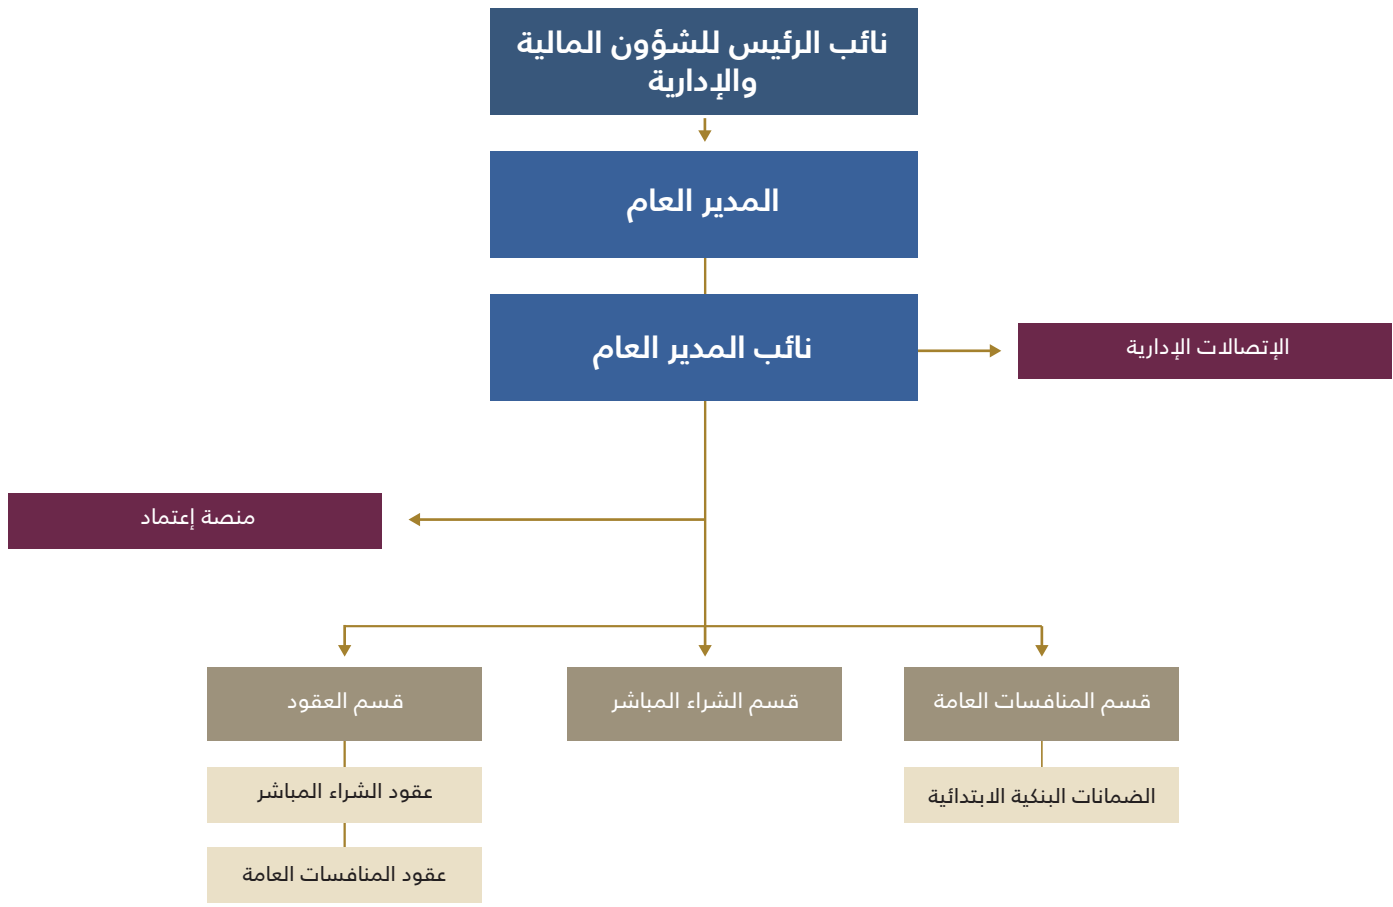 نائب الرئيس للشؤون المالية
والإدارية
المدير العام
نائب المدير العام
الإتصالات الإدارية
منصة إعتماد
قسم المنافسات العامة
قسم الشراء المباشر
قسم العقود
الضمانات البنكية الابتدائية
عقود الشراء المباشر
عقود المنافسات العامة